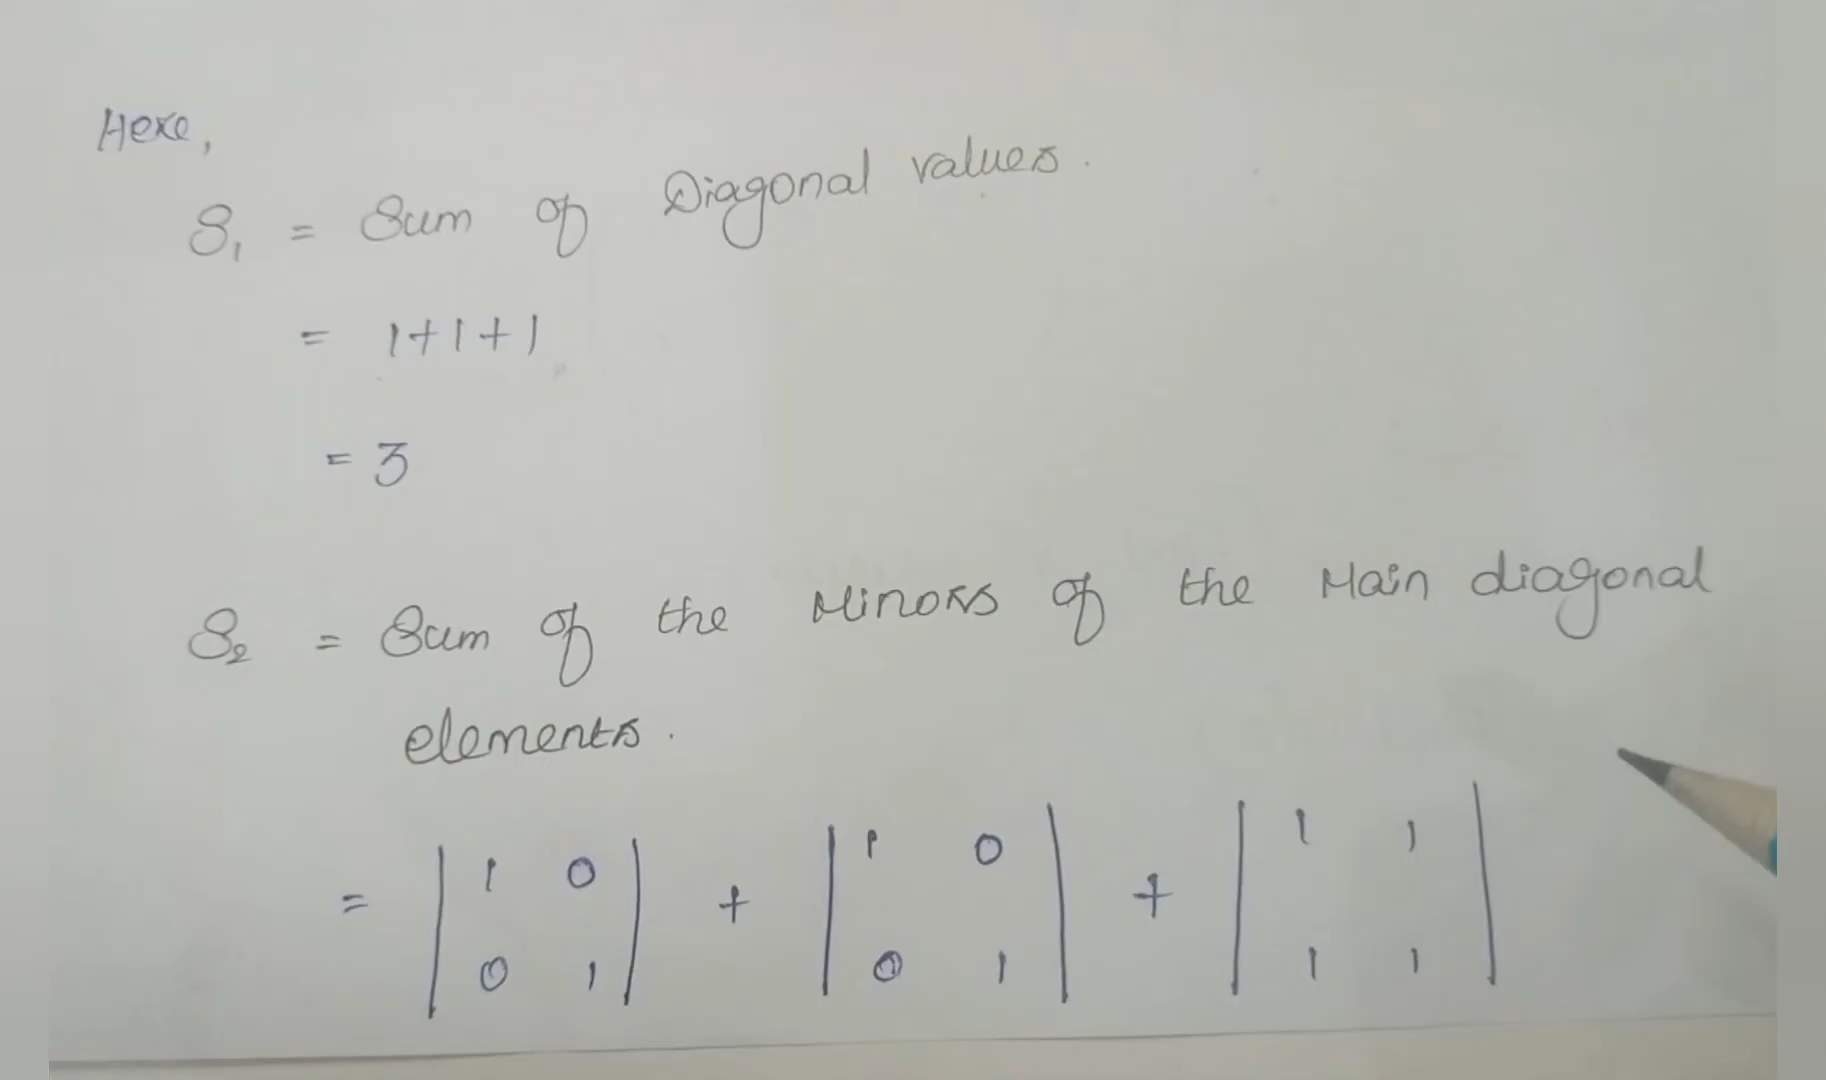 Here,
S₁ = Sum of Diagonal values.
= 1+1+1
= 3
S₂ = Sum of the Minors of the Main diagonal
elements.
= | 1 0 | + | 1 0 | + | 1 1 |
| 0 1 | | 0 1 | | 1 1 |